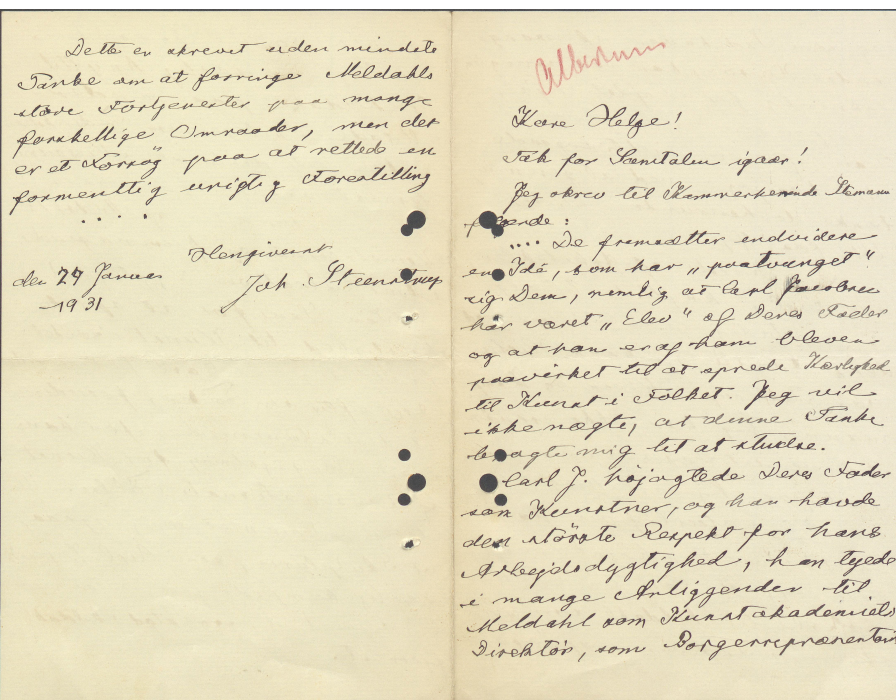 Dette er skrevet uden mindste
Tanke om at forringe Meldahls
store Fortjenester paa mange
forskellige Omraader, men det
er et Forsøg paa at rette en
formentlig urigtig Forestilling
. . . .
Hengivent
den 27 Januar Joh. Steenstrup
1931
Kære Helge!
Tak for Samtalen igaar!
Jeg skrev til Kammerherreinde Stemann
følgende:
.... De fremsætter endvidere
en Idé, som har „paatvunget"
sig Dem, nemlig at Carl Jacobsen
har været „Elev" af Deres Fader
og at han er af ham bleven
paavirket til at sprede Kærlighed
til Kunst i Folket. Jeg vil
ikke nægte, at denne Tanke
bragte mig til at studse.
Carl J. højagtede Deres Fader
som Kunstner, og han havde
den største Respekt for hans
Arbejdsdygtighed, han tyede
i mange Anliggender til
Meldahl som Kunstakademiets
Direktør, som Borgerrepræsentant